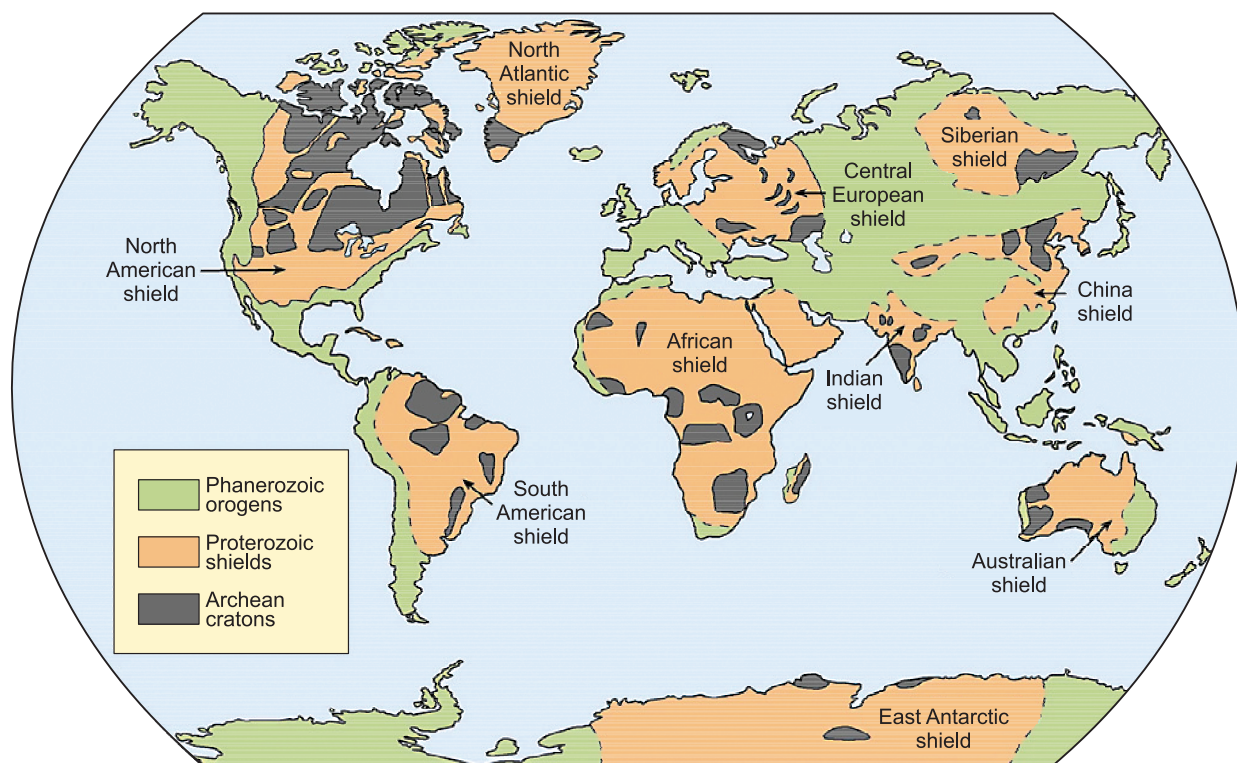 North
Atlantic
shield
Siberian
shield
Central
European
shield
North
American
shield
China
shield
African
shield
Indian
shield
South
American
shield
Australian
shield
Phanerozoic
orogens
Proterozoic
shields
Archean
cratons
East Antarctic
shield